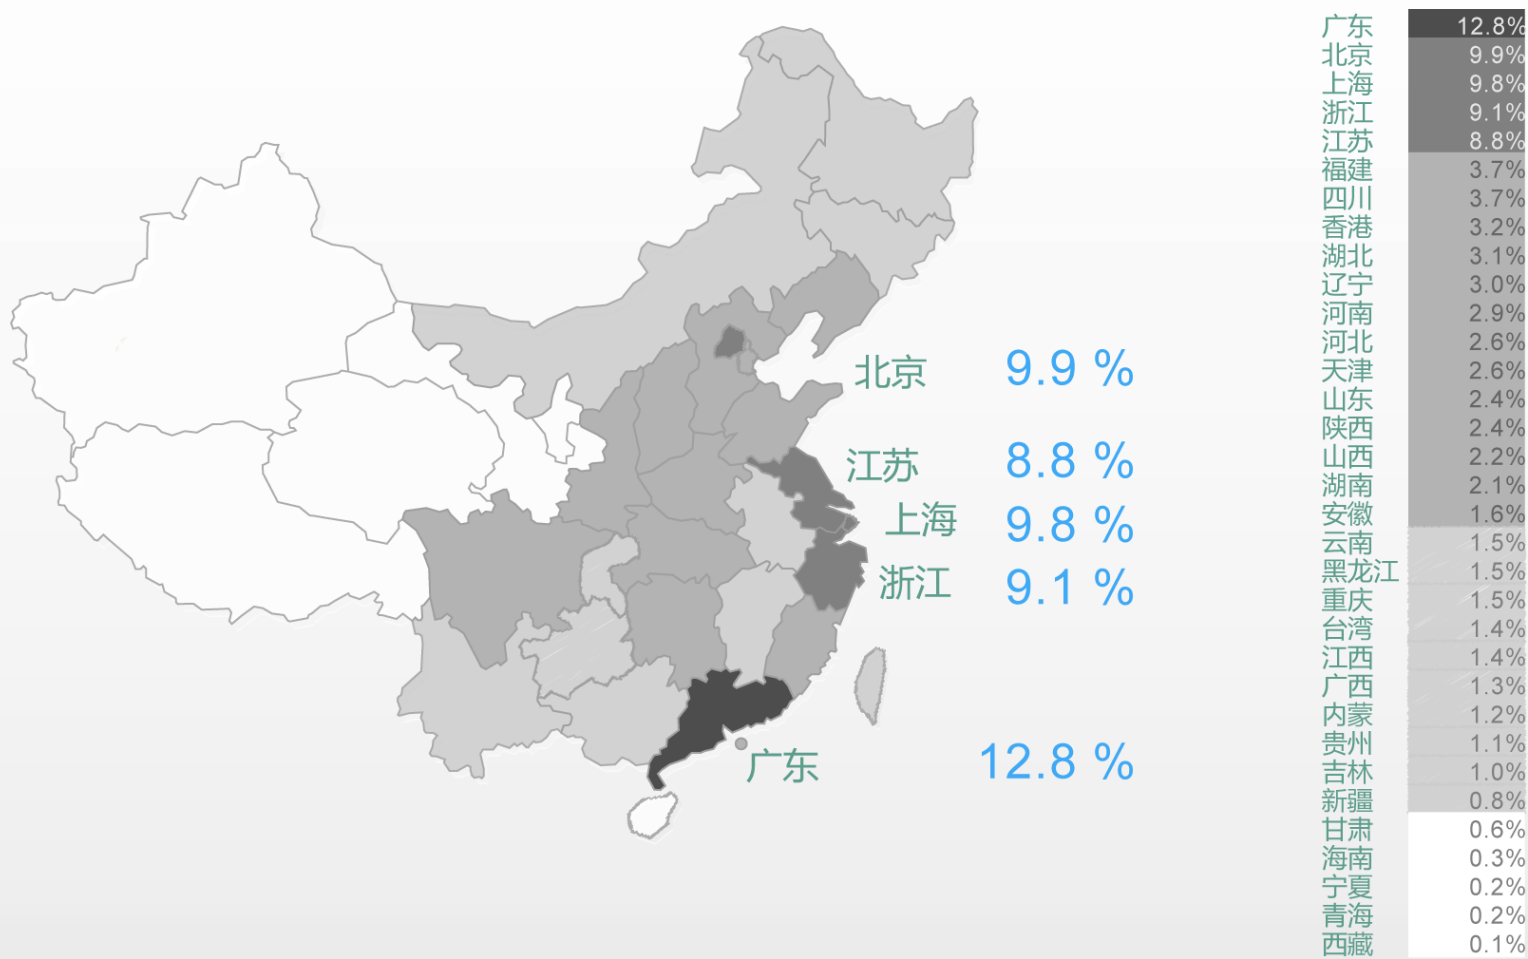 北京 9.9 %
江苏 8.8 %
上海 9.8 %
浙江 9.1 %
广东 12.8 %
广东 12.8%
北京 9.9%
上海 9.8%
浙江 9.1%
江苏 8.8%
福建 3.7%
四川 3.7%
香港 3.2%
湖北 3.1%
辽宁 3.0%
河南 2.9%
河北 2.6%
天津 2.6%
山东 2.4%
陕西 2.4%
山西 2.2%
湖南 2.1%
安徽 1.6%
云南 1.5%
黑龙江 1.5%
重庆 1.5%
台湾 1.4%
江西 1.4%
广西 1.3%
内蒙 1.2%
贵州 1.1%
吉林 1.0%
新疆 0.8%
甘肃 0.6%
海南 0.3%
宁夏 0.2%
青海 0.2%
西藏 0.1%